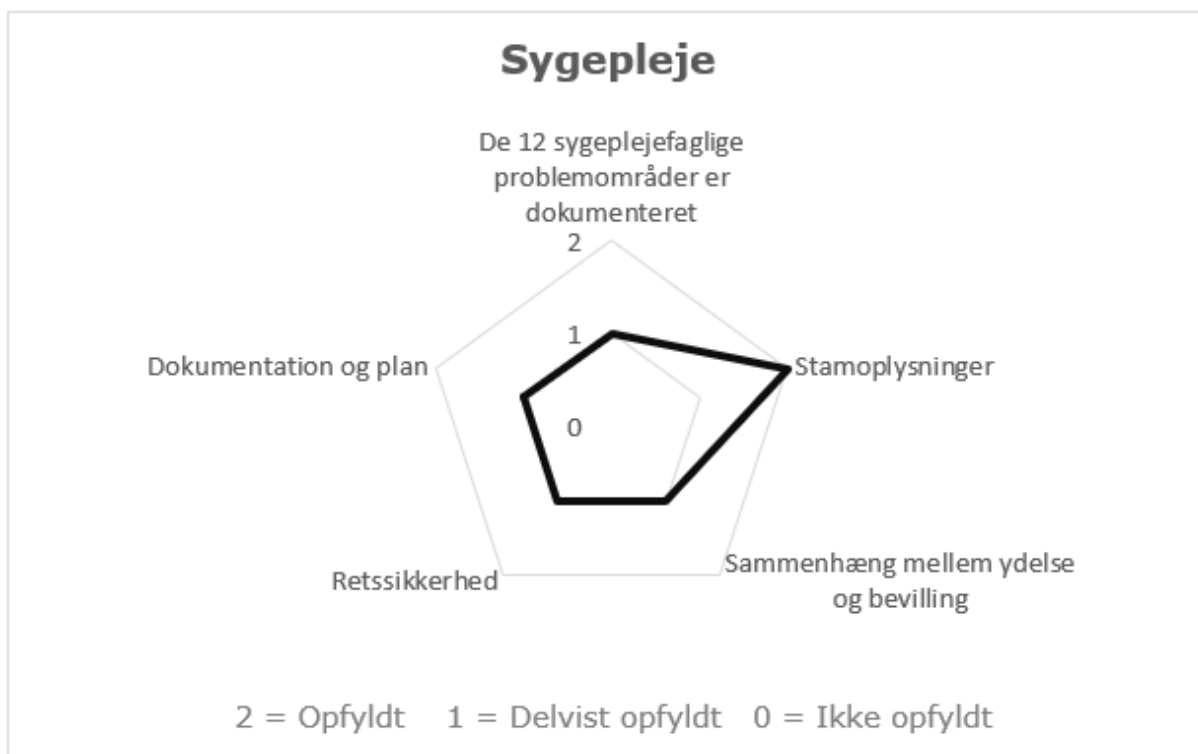 Sygepleje
De 12 sygeplejefaglige
problemområder er
dokumenteret
2
1
0
Stamoplysninger
Sammenhæng mellem ydelse
og bevilling
Retssikkerhed
Dokumentation og plan
2 = Opfyldt 1 = Delvist opfyldt 0 = Ikke opfyldt